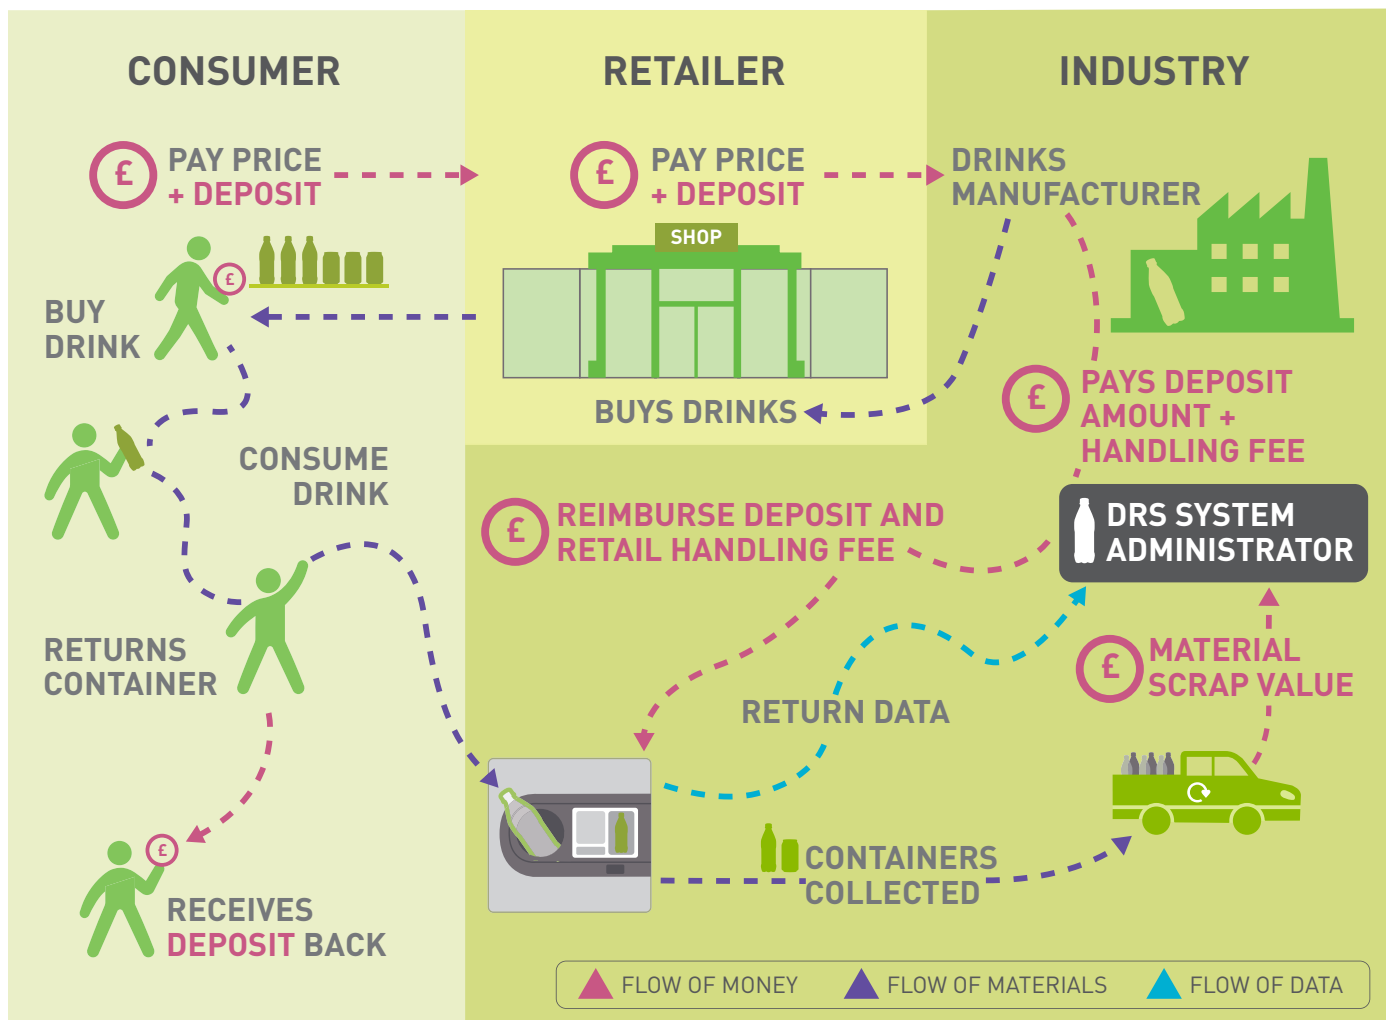 CONSUMER
RETAILER
INDUSTRY
£
PAY PRICE
+ DEPOSIT
£
PAY PRICE
+ DEPOSIT
DRINKS
MANUFACTURER
SHOP
£
BUY
DRINK
BUYS DRINKS
£
PAYS DEPOSIT
AMOUNT +
HANDLING FEE
CONSUME
DRINK
£
REIMBURSE DEPOSIT AND
RETAIL HANDLING FEE
DRS SYSTEM
ADMINISTRATOR
RETURNS
CONTAINER
£
MATERIAL
SCRAP VALUE
RETURN DATA
£
CONTAINERS
COLLECTED
RECEIVES
DEPOSIT BACK
FLOW OF MONEY
FLOW OF MATERIALS
FLOW OF DATA